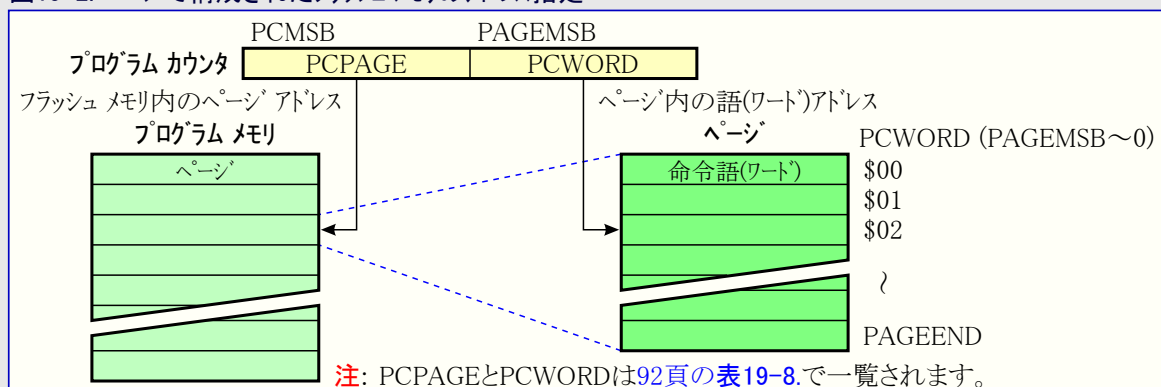 PCMSB PAGEMSB
プログラム カウンタ PCPAGE PCWORD
フラッシュ メモリ内のページ アドレス ページ内の語(ワード)アドレス
プログラム メモリ ページ PCWORD (PAGEMSB～0)
ページ 命令語(ワード) $00
$01
$02
～
PAGEEND
注: PCPAGEとPCWORDは92頁の表19-8.で一覧されます。